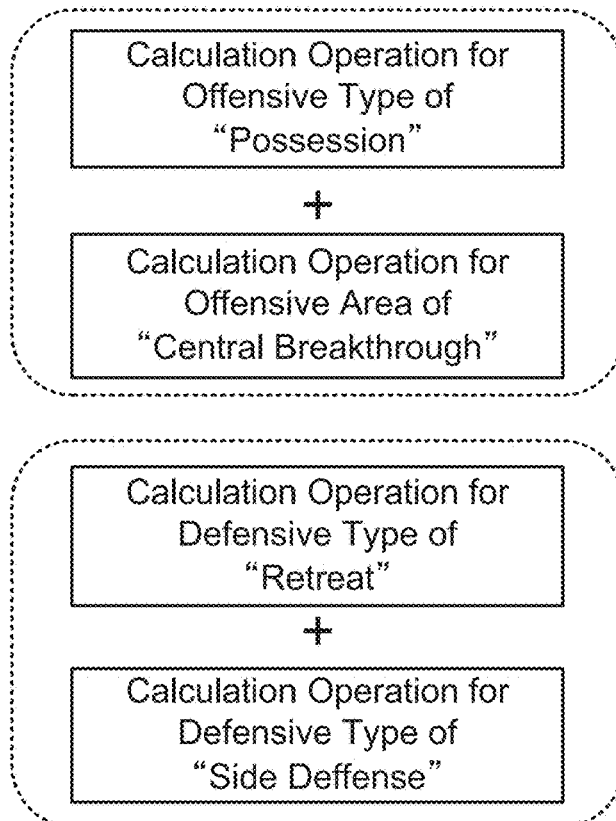 Calculation Operation for
Offensive Type of
“Possession”
+
Calculation Operation for
Offensive Area of
“Central Breakthrough”
Calculation Operation for
Defensive Type of
“Retreat”
+
Calculation Operation for
Defensive Type of
“Side Deffense”